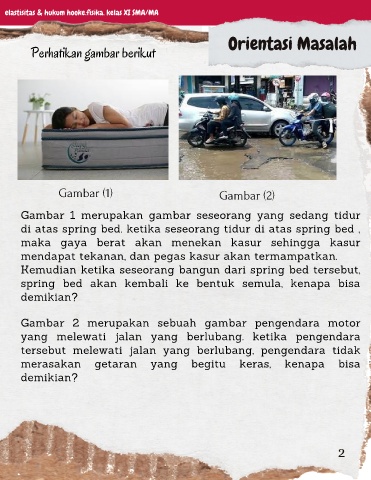 elastisitas & hukum hooke.fisika, kelas XI SMA/MA
Orientasi Masalah
Perhatikan gambar berikut
Gambar (1)
Gambar (2)
Gambar 1 merupakan gambar seseorang yang sedang tidur
di atas spring bed. ketika seseorang tidur di atas spring bed ,
maka gaya berat akan menekan kasur sehingga kasur
mendapat tekanan, dan pegas kasur akan termampatkan.
Kemudian ketika seseorang bangun dari spring bed tersebut,
spring bed akan kembali ke bentuk semula, kenapa bisa
demikian?
Gambar 2 merupakan sebuah gambar pengendara motor
yang melewati jalan yang berlubang. ketika pengendara
tersebut melewati jalan yang berlubang, pengendara tidak
merasakan getaran yang begitu keras, kenapa bisa
demikian?
2